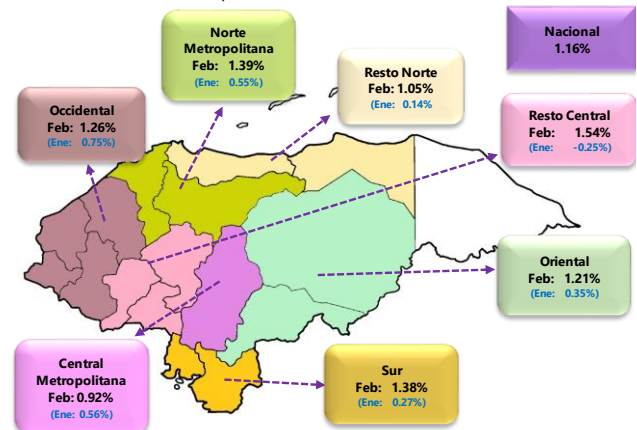 Norte
Metropolitana
Feb: 1.39%
(Ene: 0.55%)
Nacional
1.16%
Resto Norte
Feb: 1.05%
(Ene: 0.14%
Occidental
Feb: 1.26%
(Ene: 0.75%)
Resto Central
Feb: 1.54%
(Ene: -0.25%)
Oriental
Feb: 1.21%
(Ene: 0.35%)
Central
Metropolitana
Feb: 0.92%
(Ene: 0.56%)
Sur
Feb: 1.38%
(Ene: 0.27%)